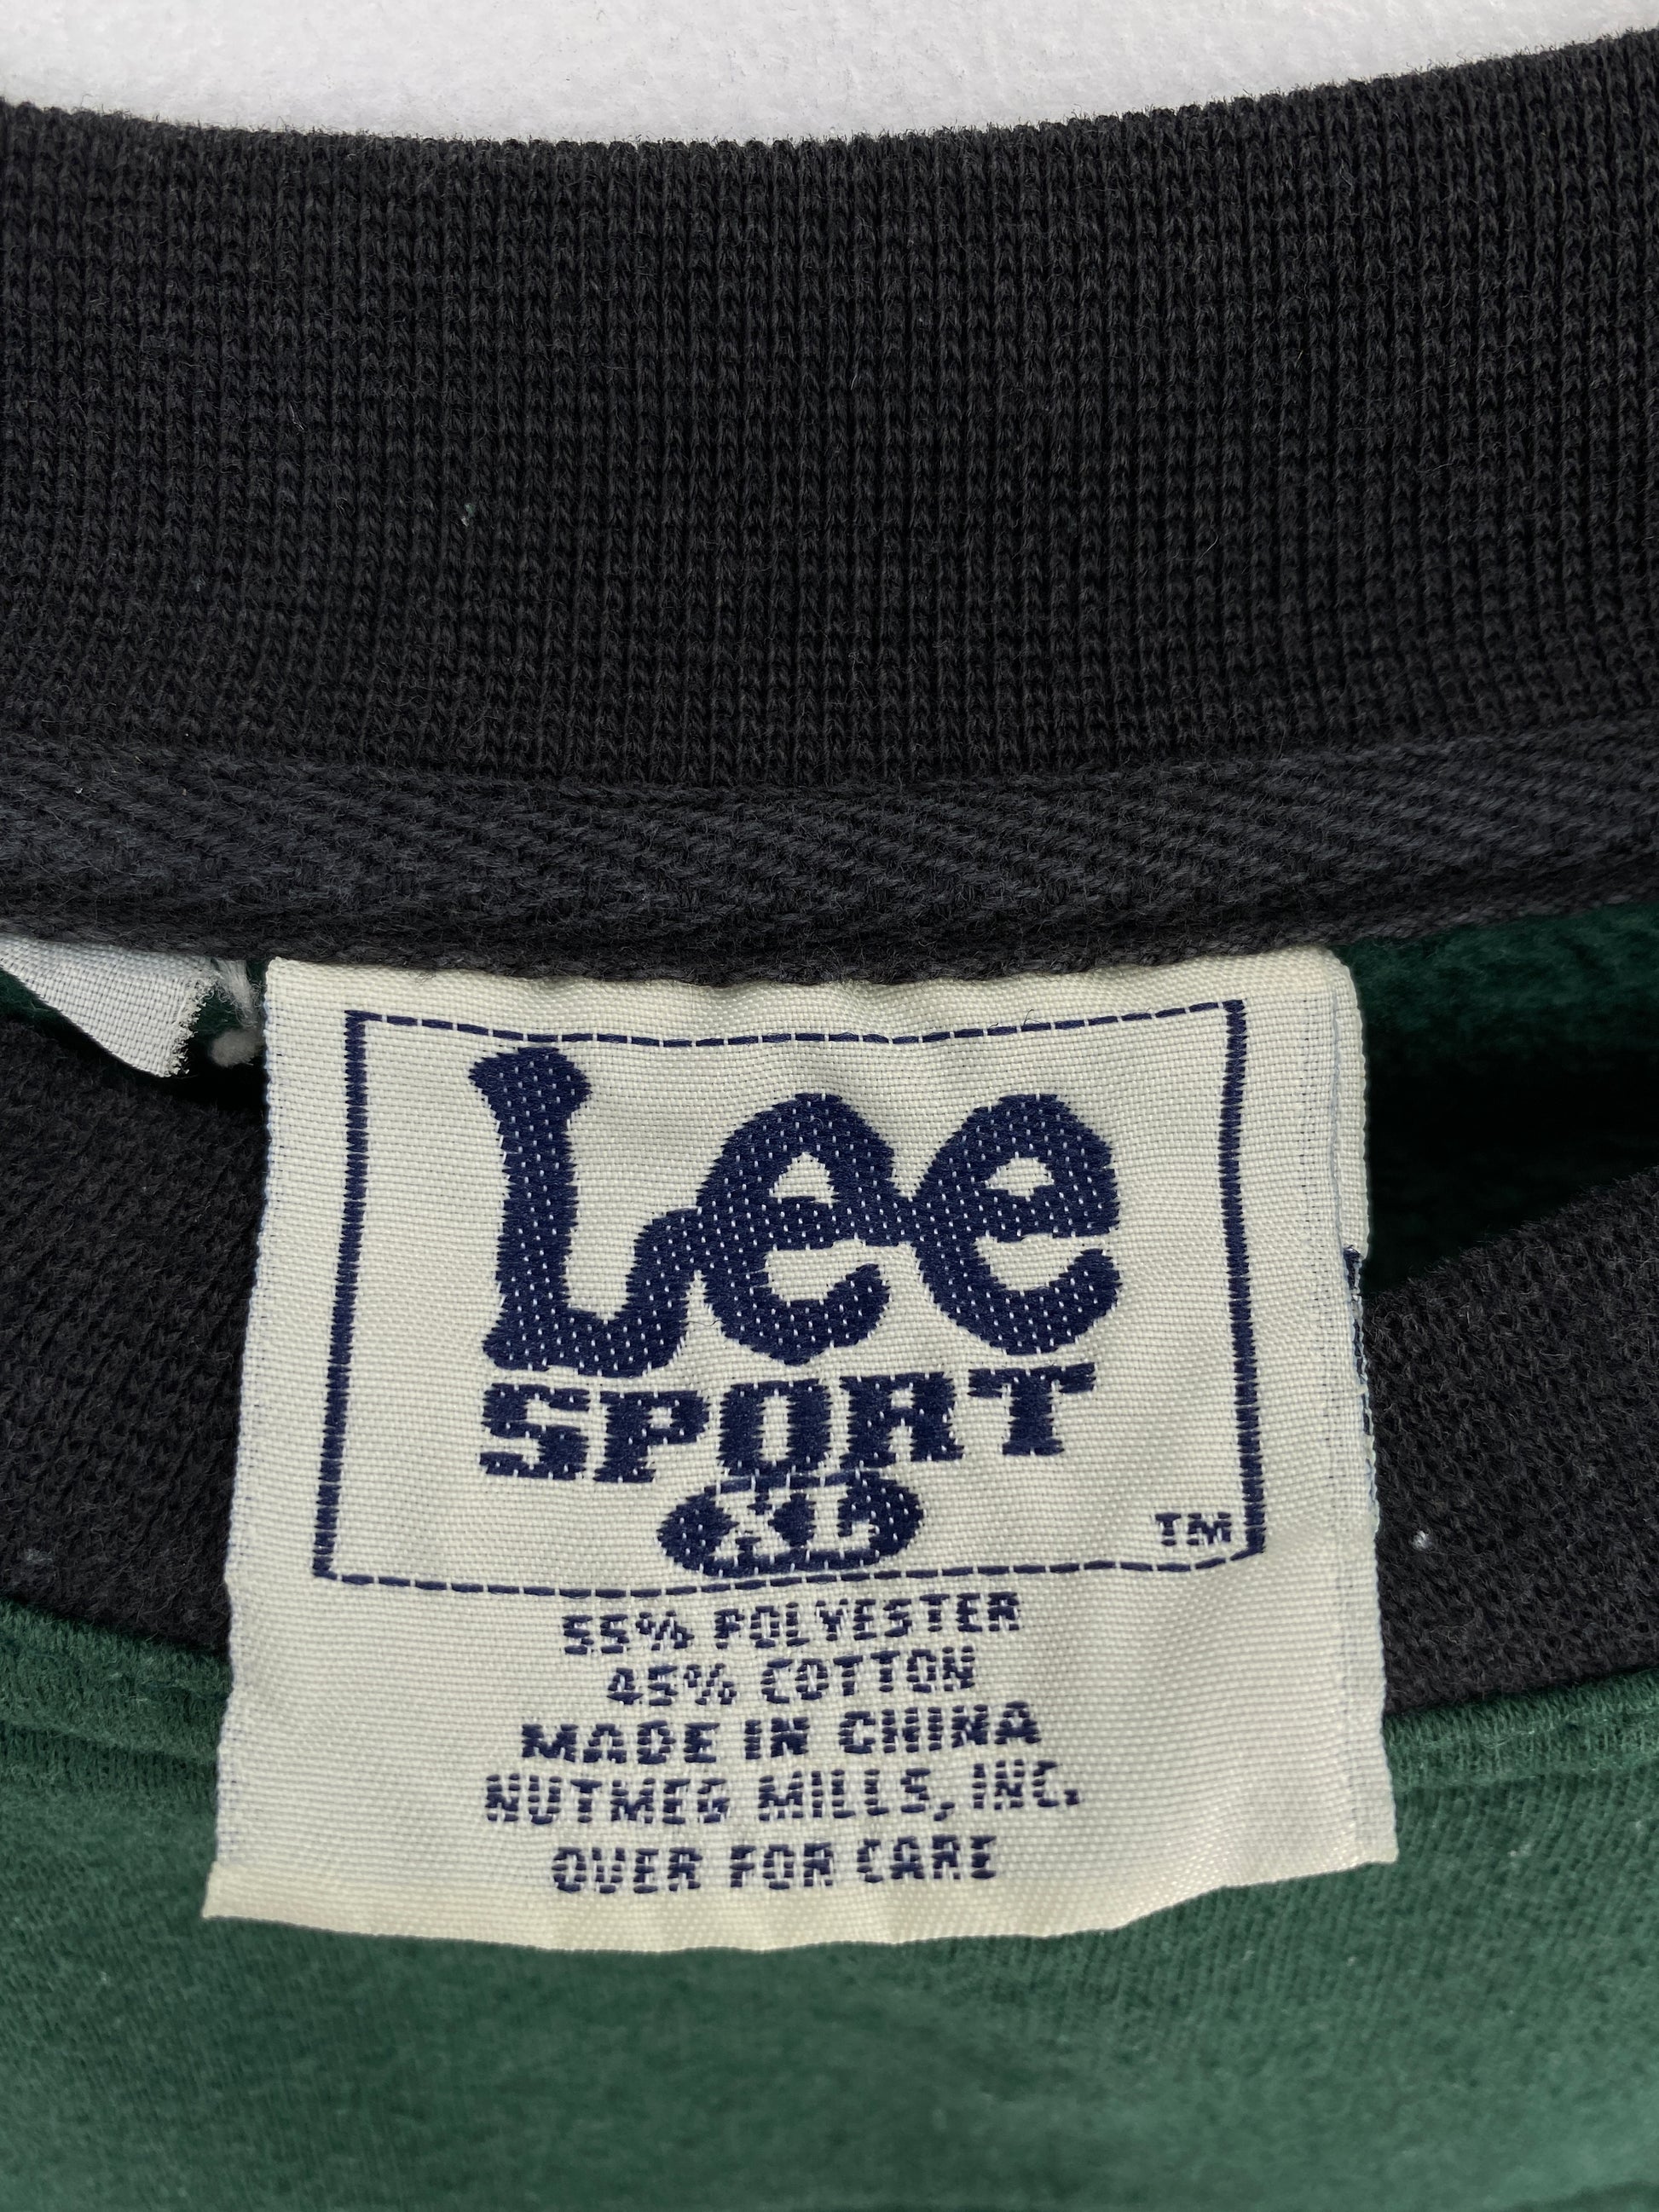 Lee
SPORT
XL
TM
55% POLYESTER
45% COTTON
MADE IN CHINA
NUTMEG MILLS, INC.
OVER FOR CARE